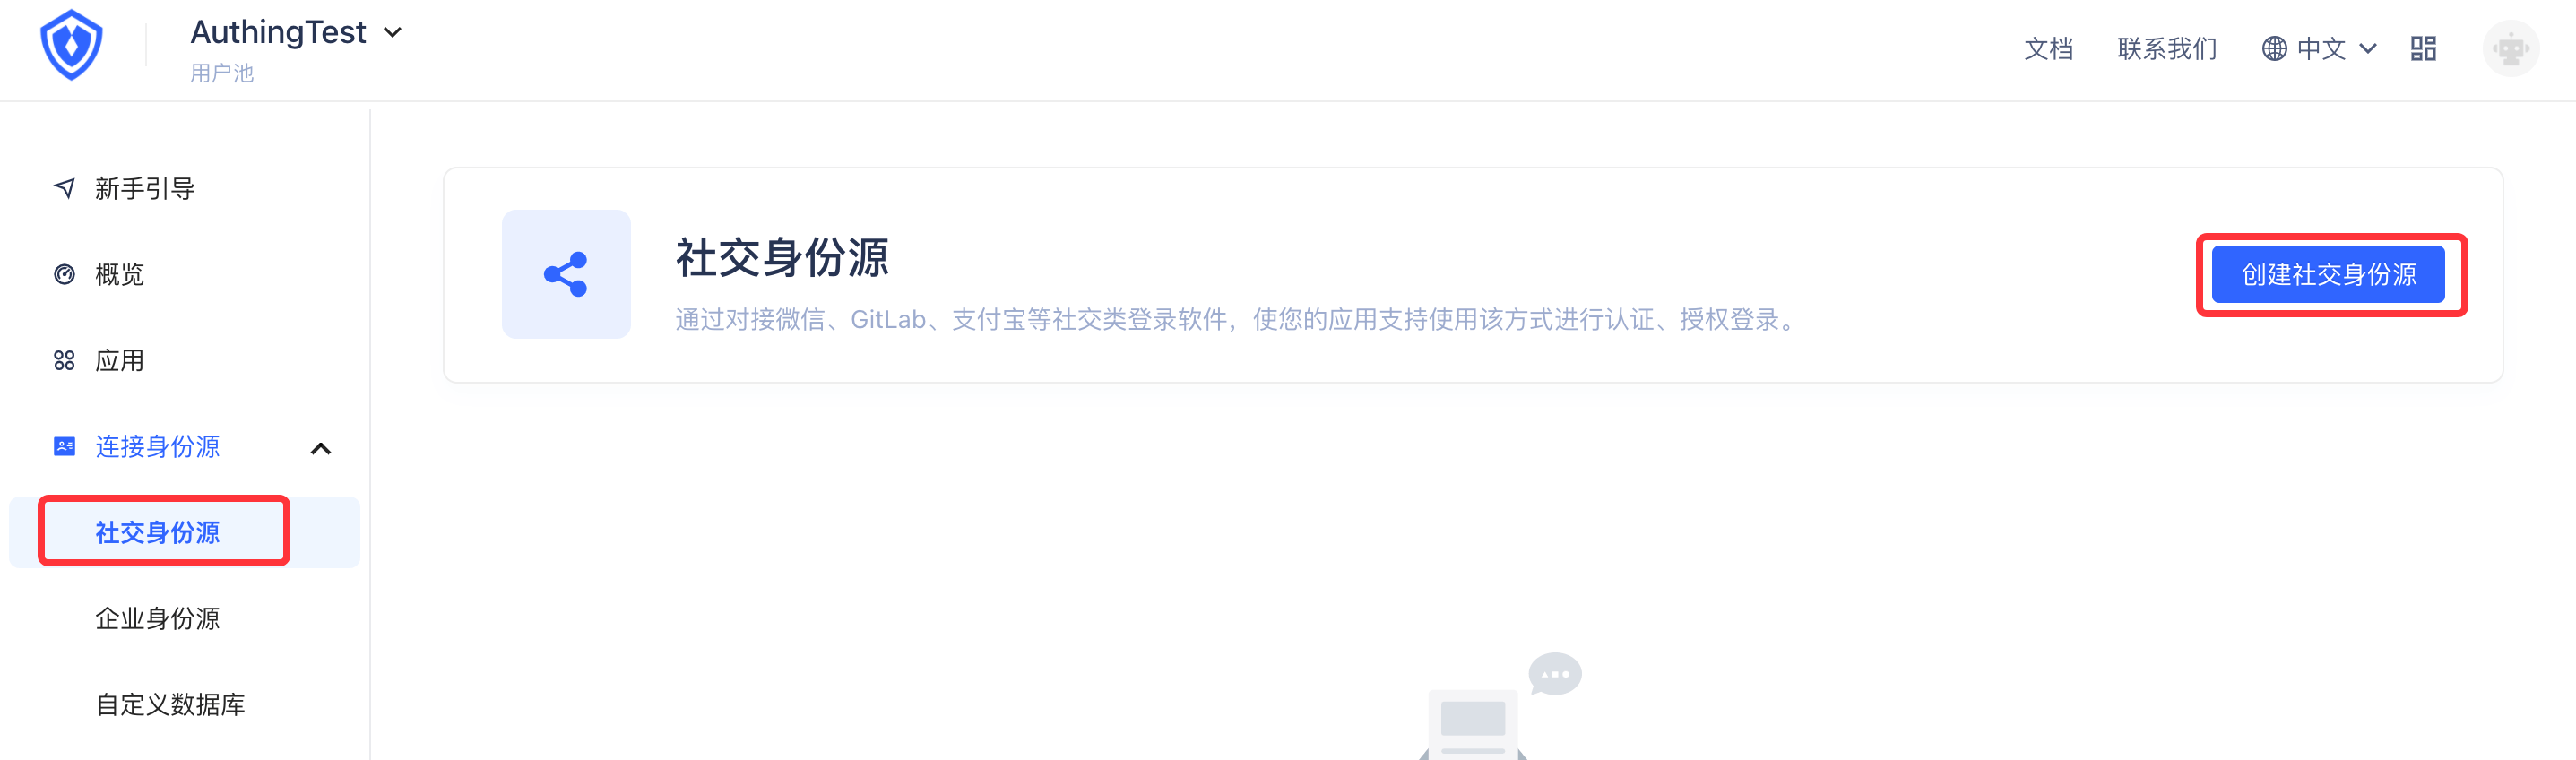 AuthingTest
用户池
文档
联系我们
中文
新手引导
概览
应用
连接身份源
社交身份源
企业身份源
自定义数据库
社交身份源
通过对接微信、GitLab、支付宝等社交类登录软件，使您的应用支持使用该方式进行认证、授权登录。
创建社交身份源